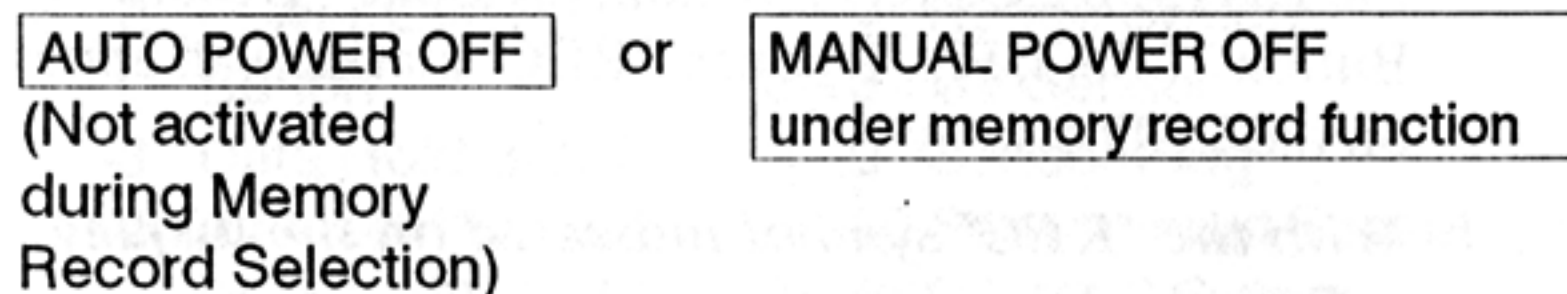 AUTO POWER OFF or MANUAL POWER OFF
(Not activated under memory record function
during Memory
Record Selection)